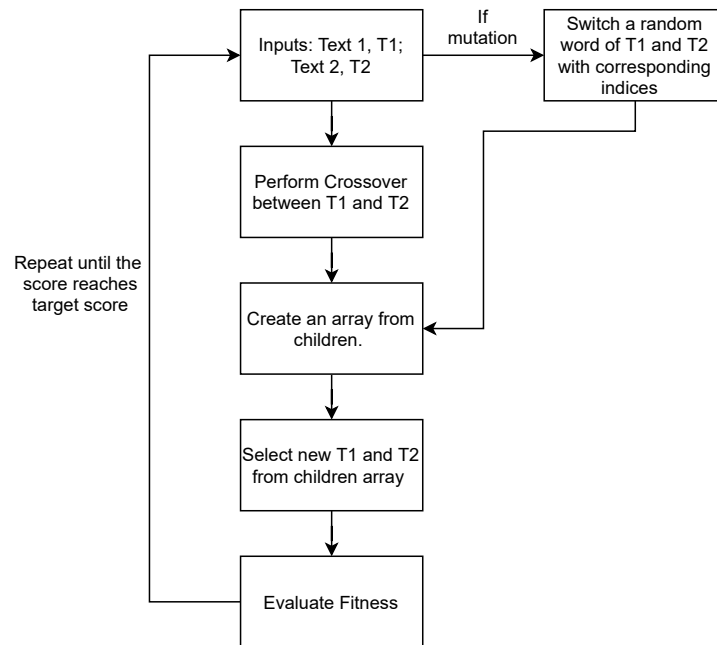 Inputs: Text 1, T1;
Text 2, T2
If
mutation
Switch a random
word of T1 and T2
with corresponding
indices
Perform Crossover
between T1 and T2
Repeat until the
score reaches
target score
Create an array from
children.
Select new T1 and T2
from children array
Evaluate Fitness